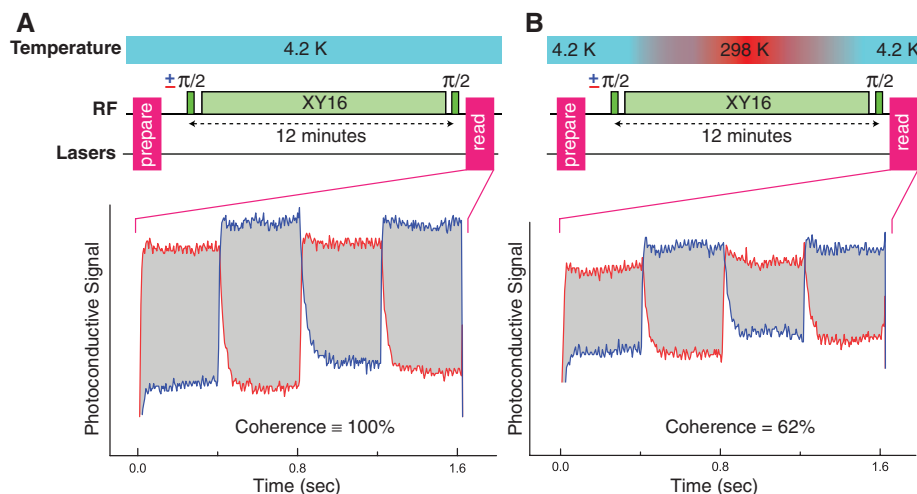 A
Temperature
4.2 K
± π/2
π/2
RF
XY16
prepare
read
12 minutes
Lasers
Photoconductive Signal
Coherence ≡ 100%
0.0
0.8
1.6
Time (sec)
B
4.2 K
298 K
4.2 K
± π/2
π/2
XY16
prepare
read
12 minutes
Photoconductive Signal
Coherence = 62%
0.0
0.8
1.6
Time (sec)